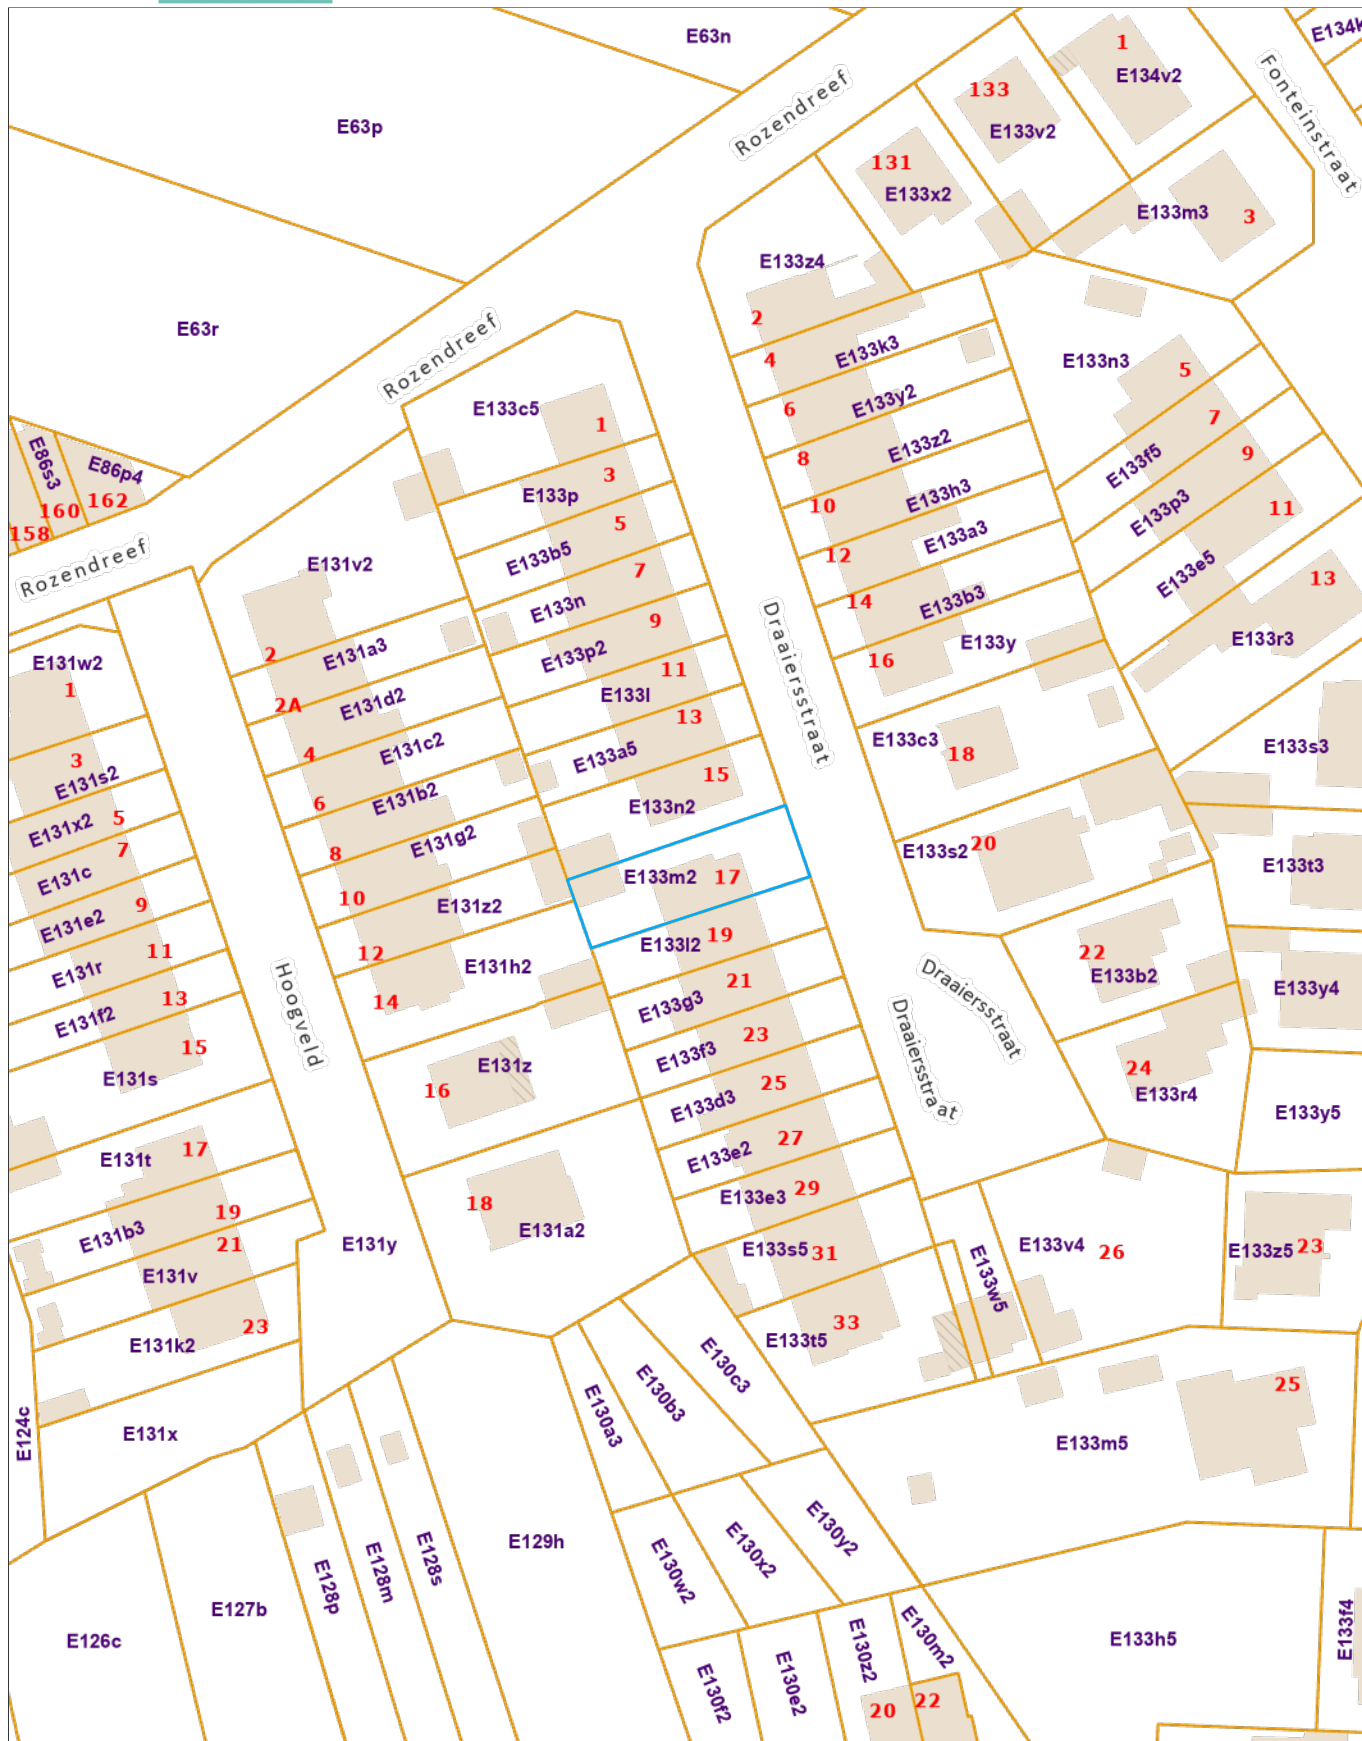 E63n
E134k
1
E134v2
Fonteinstraat
Rozendreef
133
E133v2
E63p
131
E133x2
E133m3
3
E133z4
2
E63r
Rozendreef
4
E133k3
E133n3
5
E133c5
1
6
E133y2
7
E86s3
E86p4
160
162
158
E133p
3
8
E133z2
E133f5
9
10
E133h3
E133p3
11
Rozendreef
E133b5
5
E133a3
12
E131v2
7
E133e5
13
E133n
14
E133b3
E133r3
E131w2
1
2
E131a3
E133p2
9
Draaiersstraat
16
E133y
2A
E131d2
E133l
11
13
3
E131s2
4
E131c2
E133a5
15
E133c3
18
E133s3
E131x2
5
6
E131b2
E133n2
7
8
E131g2
E133s2
20
E131c
E133m2
17
E133t3
9
10
E131z2
E131e2
11
12
E133l2
19
22
E131r
14
E131h2
21
E133b2
E133y4
Draaiersstraat
13
E133g3
E131f2
Hoogveld
23
Draaiersstraat
15
E133f3
24
E131s
16
E131z
25
E133r4
E133d3
E133y5
17
E131t
27
E133e2
18
29
E133e3
19
E131b3
21
E131y
E131a2
E133s5
31
E133v4
26
E133z5
23
E131v
E133w5
23
33
E131k2
E133t5
E130c3
25
E130b3
E124c
E131x
E130a3
E133m5
E129h
E130y2
E128s
E130x2
E128m
E130w2
E128p
E127b
E126c
E133h5
E133f4
E130m2
E130z2
E130e2
E130f2
20
22